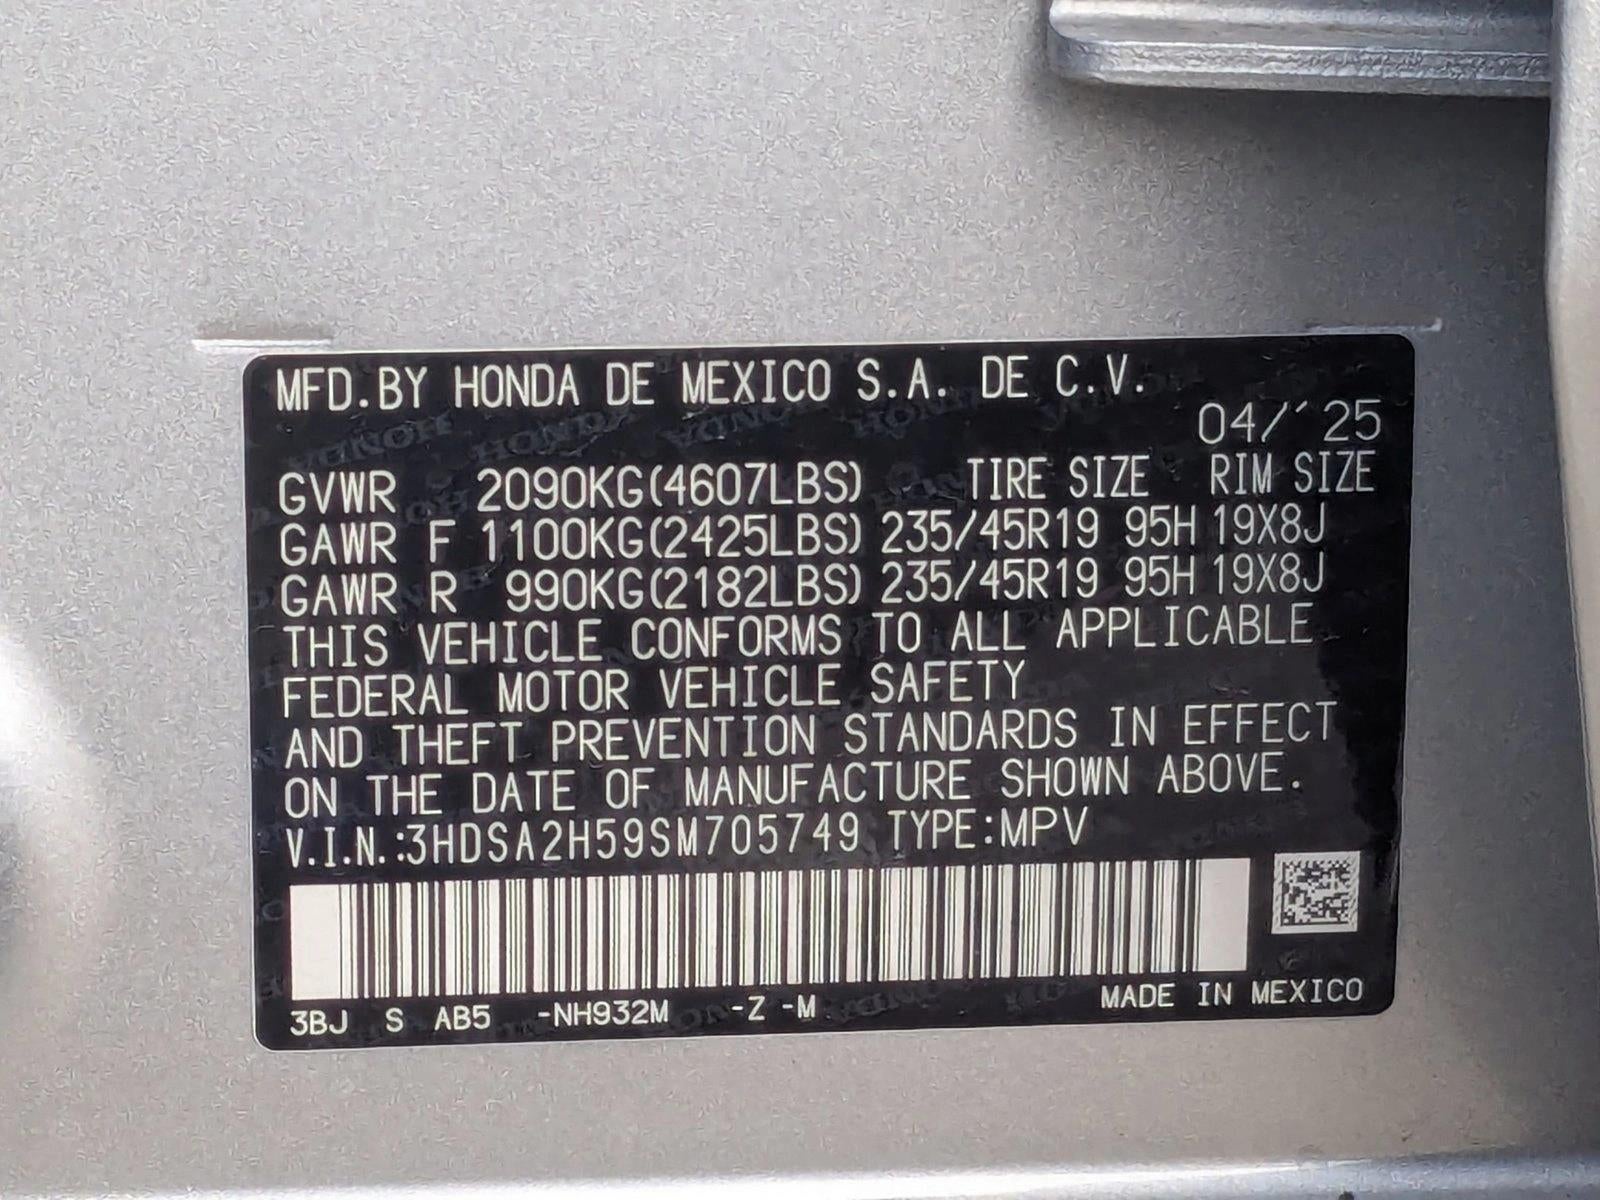 MFD.BY HONDA DE MEXICO S.A. DE C.V.
04/´25
GVWR 2090KG(4607LBS) TIRE SIZE RIM SIZE
GAWR F 1100KG(2425LBS) 235/45R19 95H 19X8J
GAWR R 990KG(2182LBS) 235/45R19 95H 19X8J
THIS VEHICLE CONFORMS TO ALL APPLICABLE
FEDERAL MOTOR VEHICLE SAFETY
AND THEFT PREVENTION STANDARDS IN EFFECT
ON THE DATE OF MANUFACTURE SHOWN ABOVE.
V.I.N.:3HDSA2H59SM705749 TYPE:MPV
3BJ S AB5 -NH932M -Z -M MADE IN MEXICO